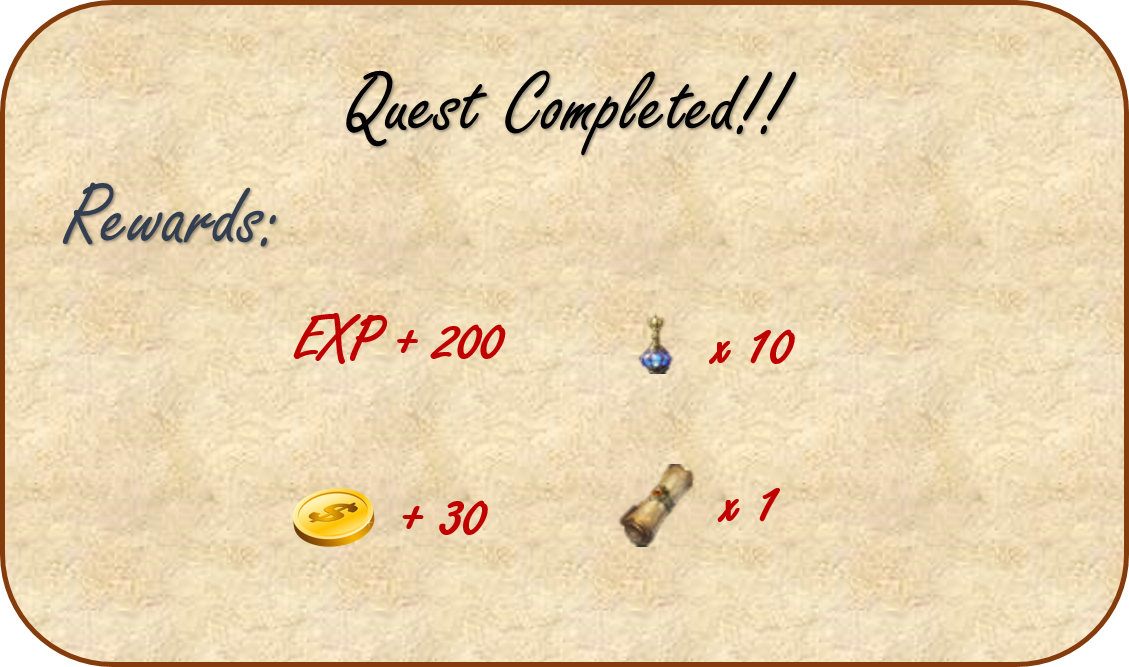 Quest Completed!!
Rewards:
EXP + 200
x 10
+ 30
x 1